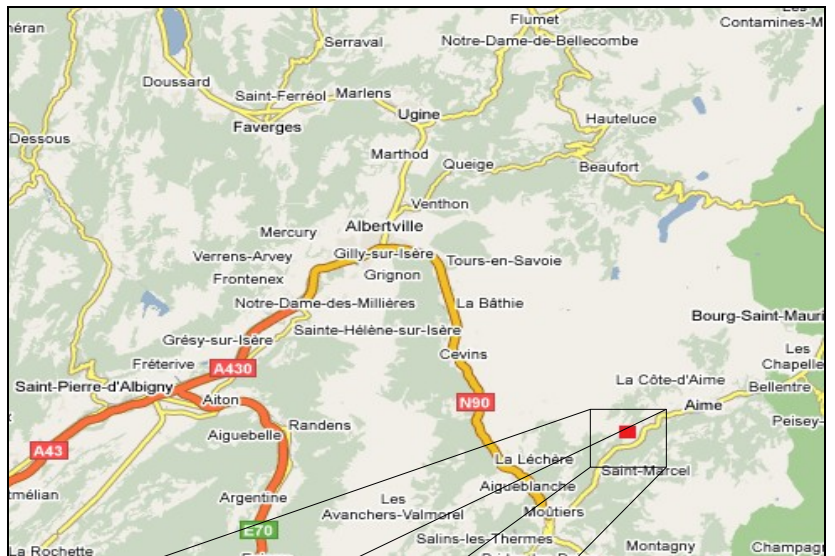 Flumet
Les
Contamines-M
néran
Serraval
Notre-Dame-de-Bellecombe
Doussard
Saint-Ferréol
Marlens
Ugine
Hauteluce
Faverges
Dessous
Marthod
Queige
Beaufort
Venthon
Albertville
Mercury
Gilly-sur-Isère
Verrens-Arvey
Tours-en-Savoie
Grignon
Frontenex
Notre-Dame-des-Millières
La Bâthie
Bourg-Saint-Mauri
Sainte-Hélène-sur-Isère
Grésy-sur-Isère
Cevins
Les
Chapelle
Fréterive
A430
La Côte-d'Aime
Bellentre
Saint-Pierre-d'Albigny
Aiton
N90
Aime
Peisey-
Randens
Aiguebelle
A43
La Léchère
Saint-Marcel
tmélian
Argentine
Aigueblanche
Les
Avanchers-Valmorel
Moûtiers
E70
Salins-les-Thermes
La Rochette
Montagny
Champag